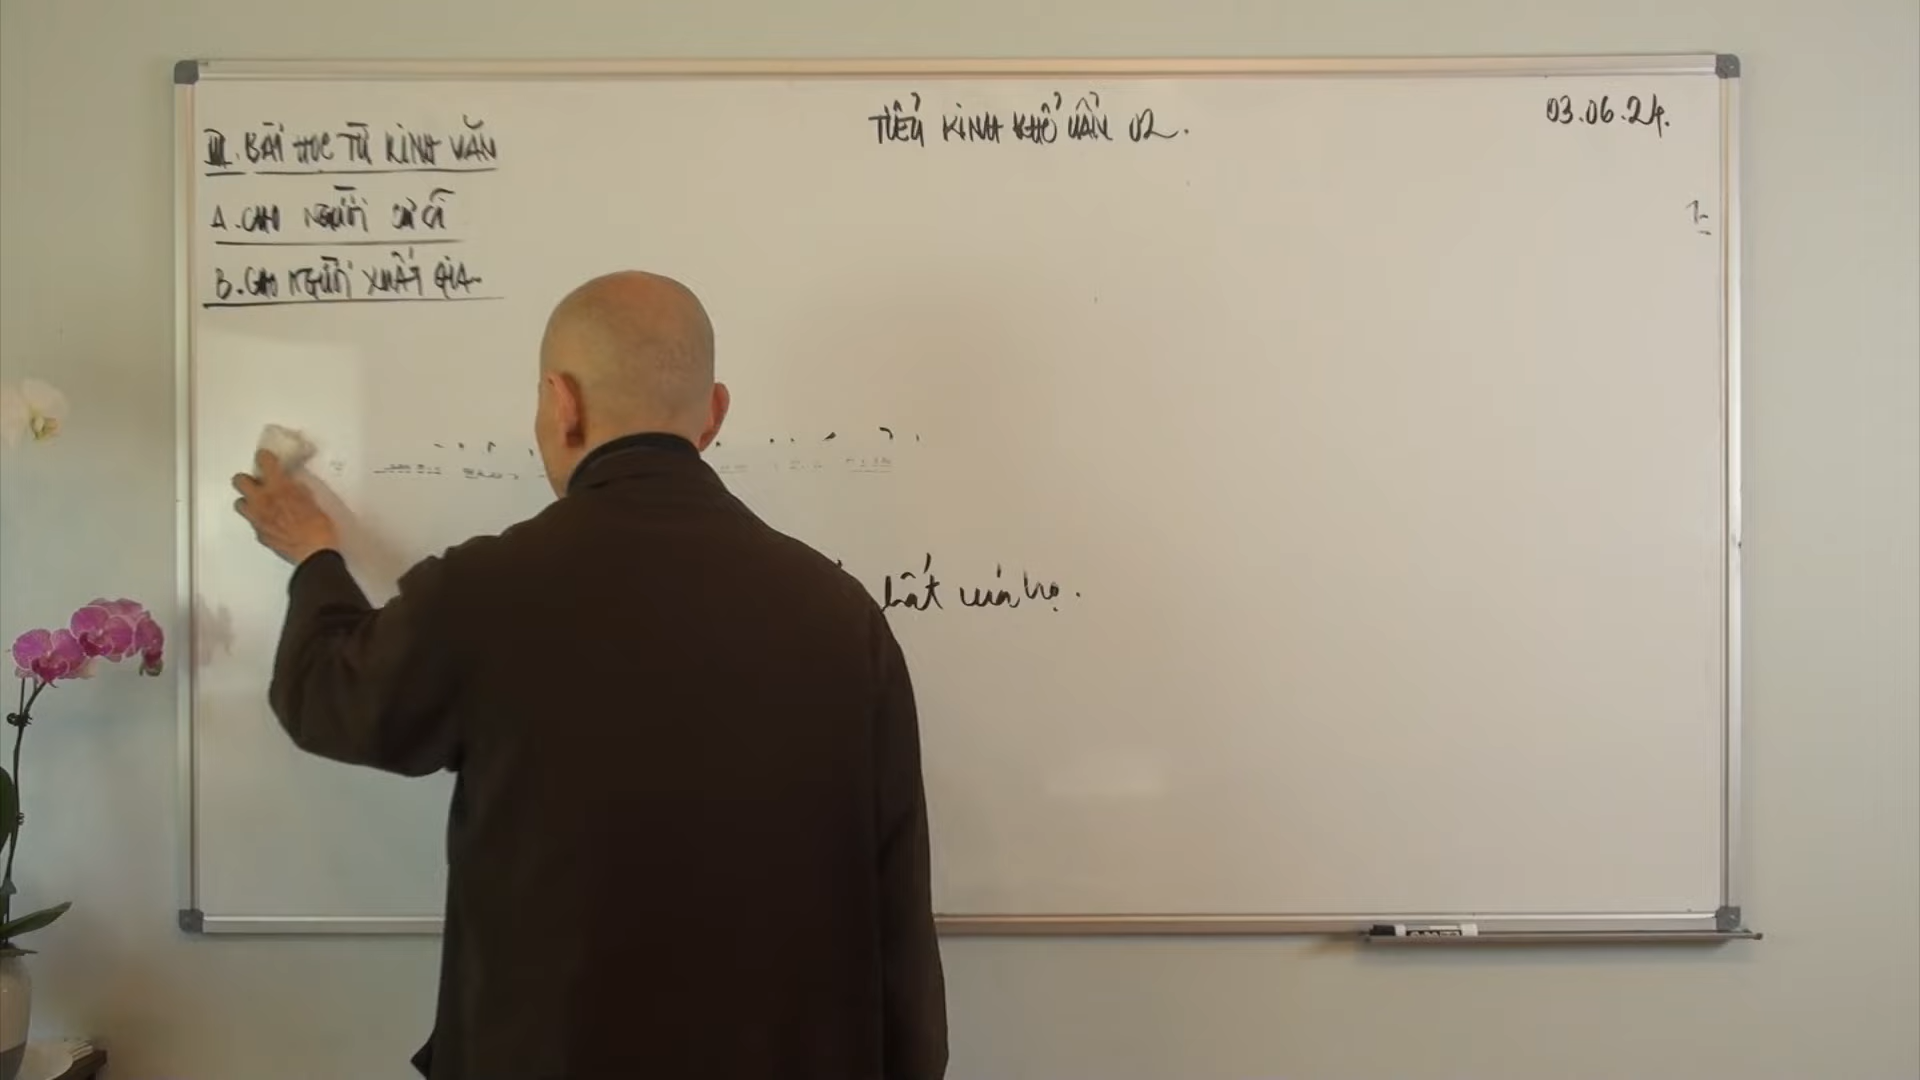 TIỂU KINH KHỔ UẨN 02.
03.06.24.
III. BÀI HỌC TỪ KINH VĂN
A. CHO NGƯỜI CƯ SĨ
B. CHO NGƯỜI XUẤT GIA
của họ.